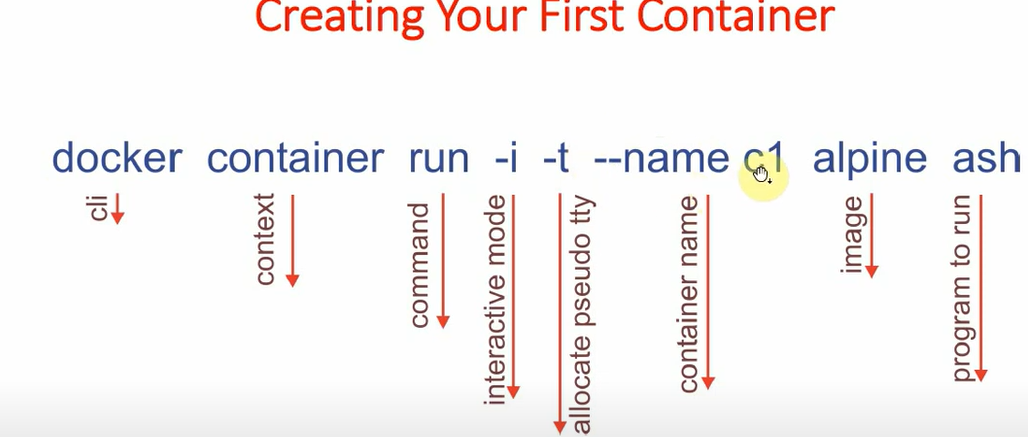 Creating Your First Container
docker container run -i -t --name c1 alpine ash
cli
context
command
interactive mode
allocate pseudo tty
container name
image
program to run